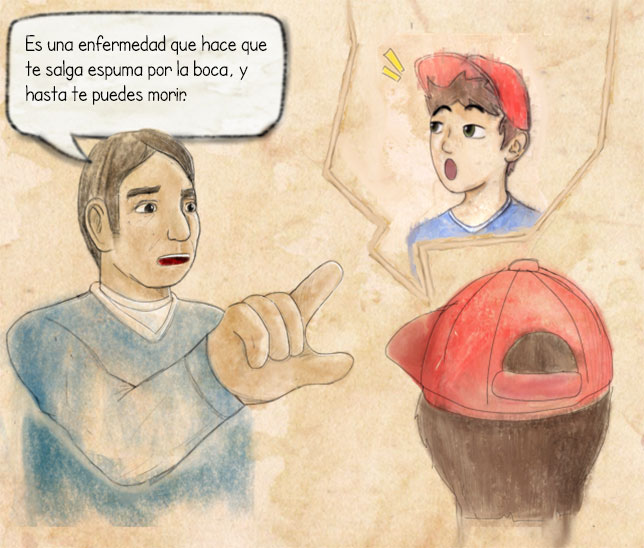 Es una enfermedad que hace que
te salga espuma por la boca, y
hasta te puedes morir.